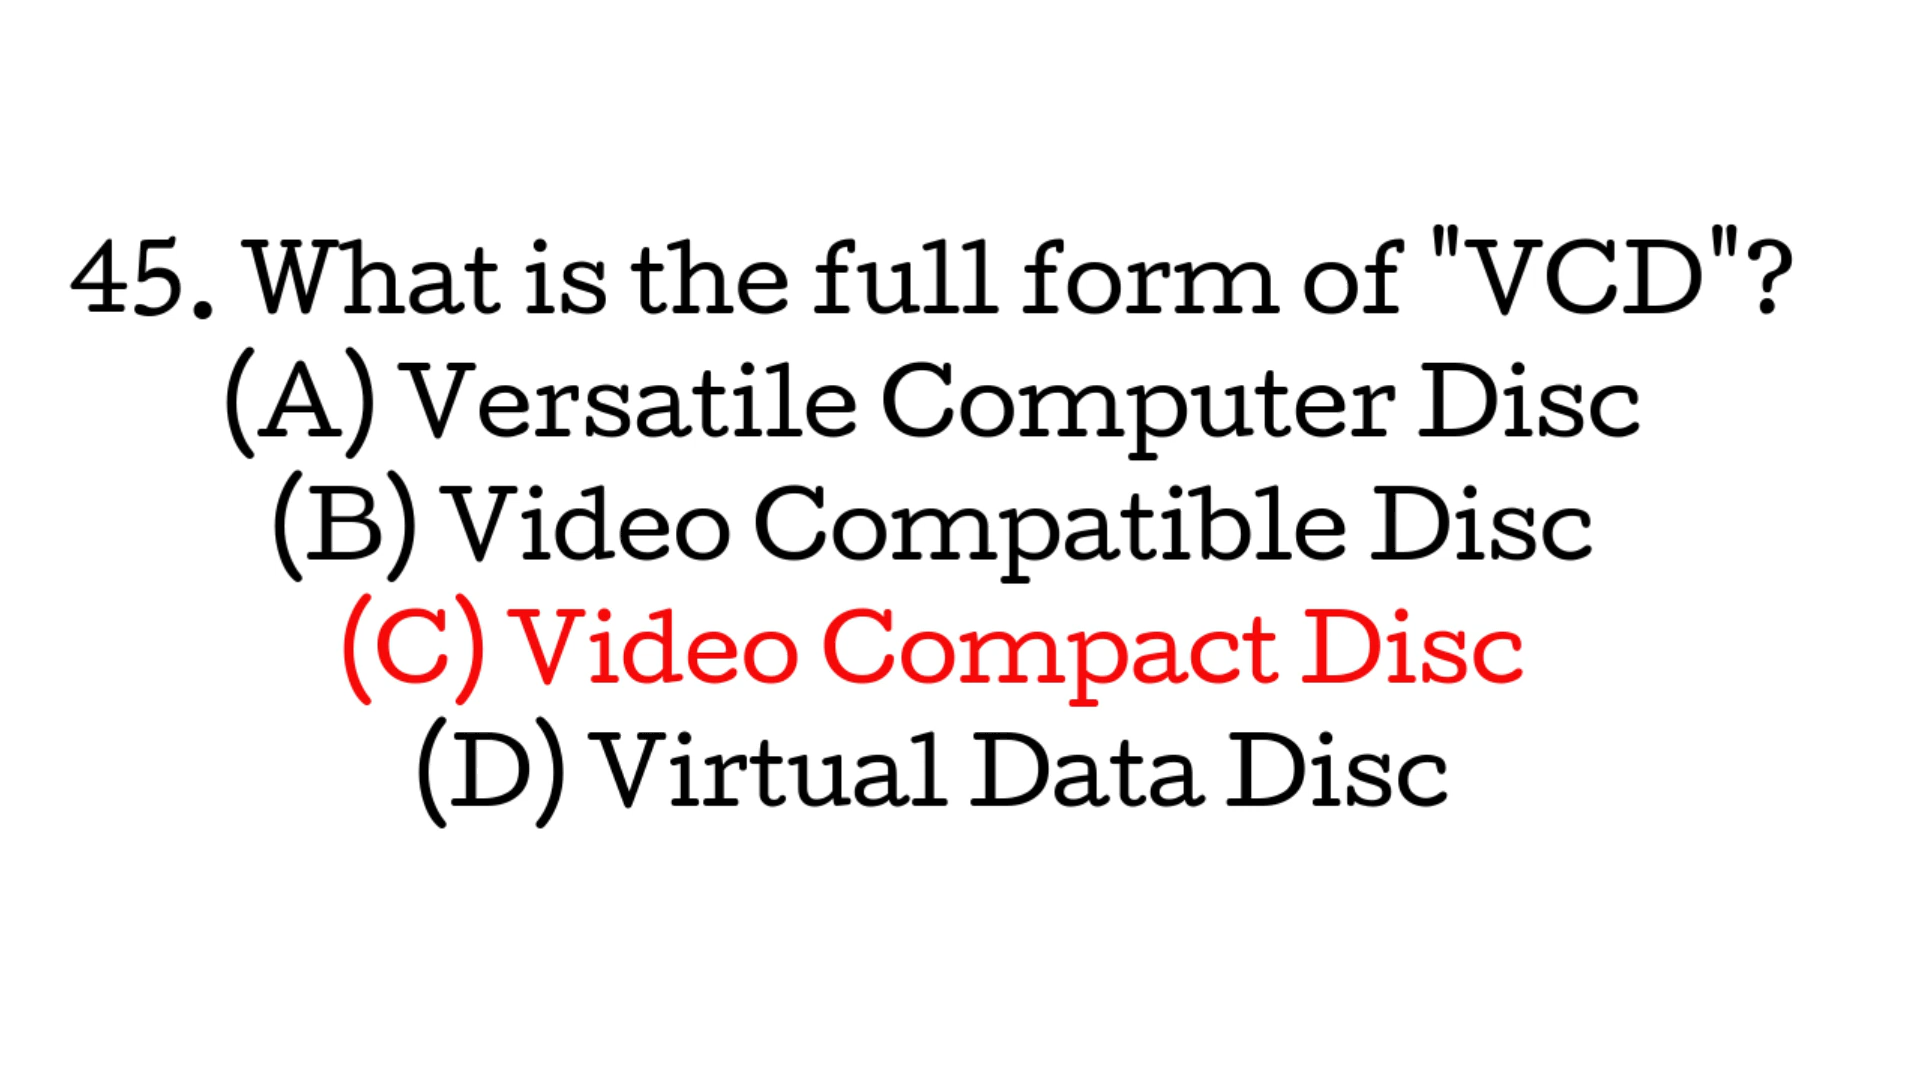 45. What is the full form of "VCD"?
(A) Versatile Computer Disc
(B) Video Compatible Disc
(C) Video Compact Disc
(D) Virtual Data Disc